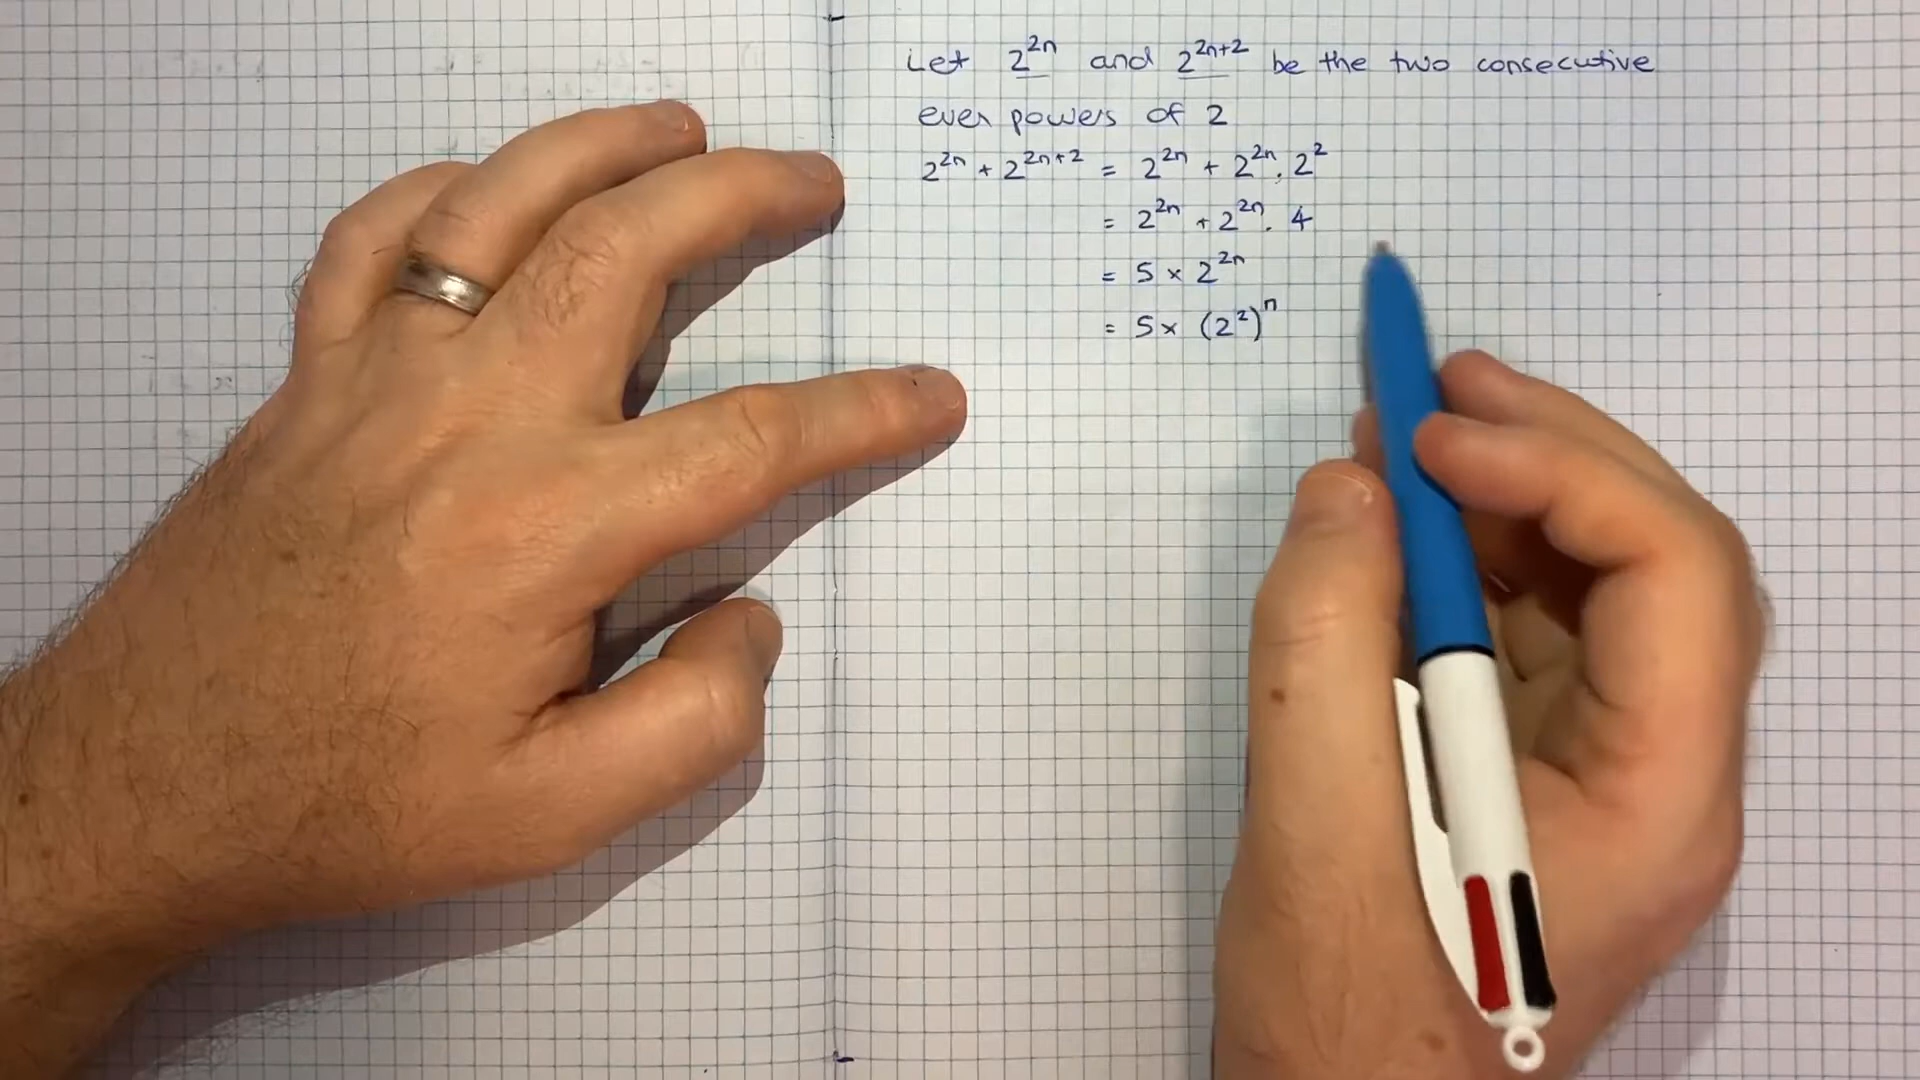 Let 2^{2n} and 2^{2n+2} be the two consecutive
even powers of 2
2^{2n} + 2^{2n+2} = 2^{2n} + 2^{2n} . 2^2
= 2^{2n} + 2^{2n} . 4
= 5 × 2^{2n}
= 5 × (2^2)^n